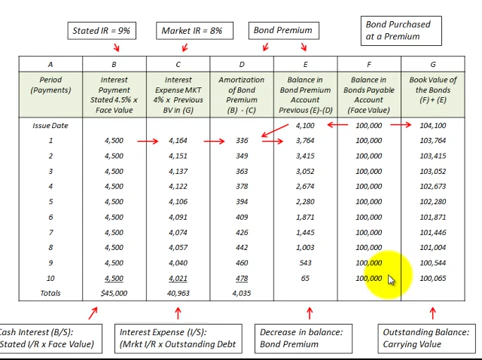 Stated IR = 9%
Market IR = 8%
Bond Premium
Bond Purchased
at a Premium
A B C D E F G
Period
(Payments)
Interest
Payment
Stated 4.5% x
Face Value
Interest
Expense MKT
4% x Previous
BV in (G)
Amortization
of Bond
Premium
(B) - (C)
Balance in
Bond Premium
Account
Previous (E)-(D)
Balance in
Bonds Payable
Account
(Face Value)
Book Value of
the Bonds
(F) + (E)
Issue Date 4,100 100,000 104,100
1 4,500 4,164 336 3,764 100,000 103,764
2 4,500 4,151 349 3,415 100,000 103,415
3 4,500 4,137 363 3,052 100,000 103,052
4 4,500 4,122 378 2,674 100,000 102,673
5 4,500 4,106 394 2,280 100,000 102,280
6 4,500 4,091 409 1,871 100,000 101,871
7 4,500 4,074 426 1,445 100,000 101,446
8 4,500 4,057 442 1,003 100,000 101,004
9 4,500 4,040 460 543 100,000 100,544
10 4,500 4,021 478 65 100,000 100,065
Totals $45,000 40,963 4,035
Cash Interest (B/S):
Stated I/R x Face Value)
Interest Expense (I/S):
(Mrkt I/R x Outstanding Debt
Decrease in balance:
Bond Premium
Outstanding Balance:
Carrying Value